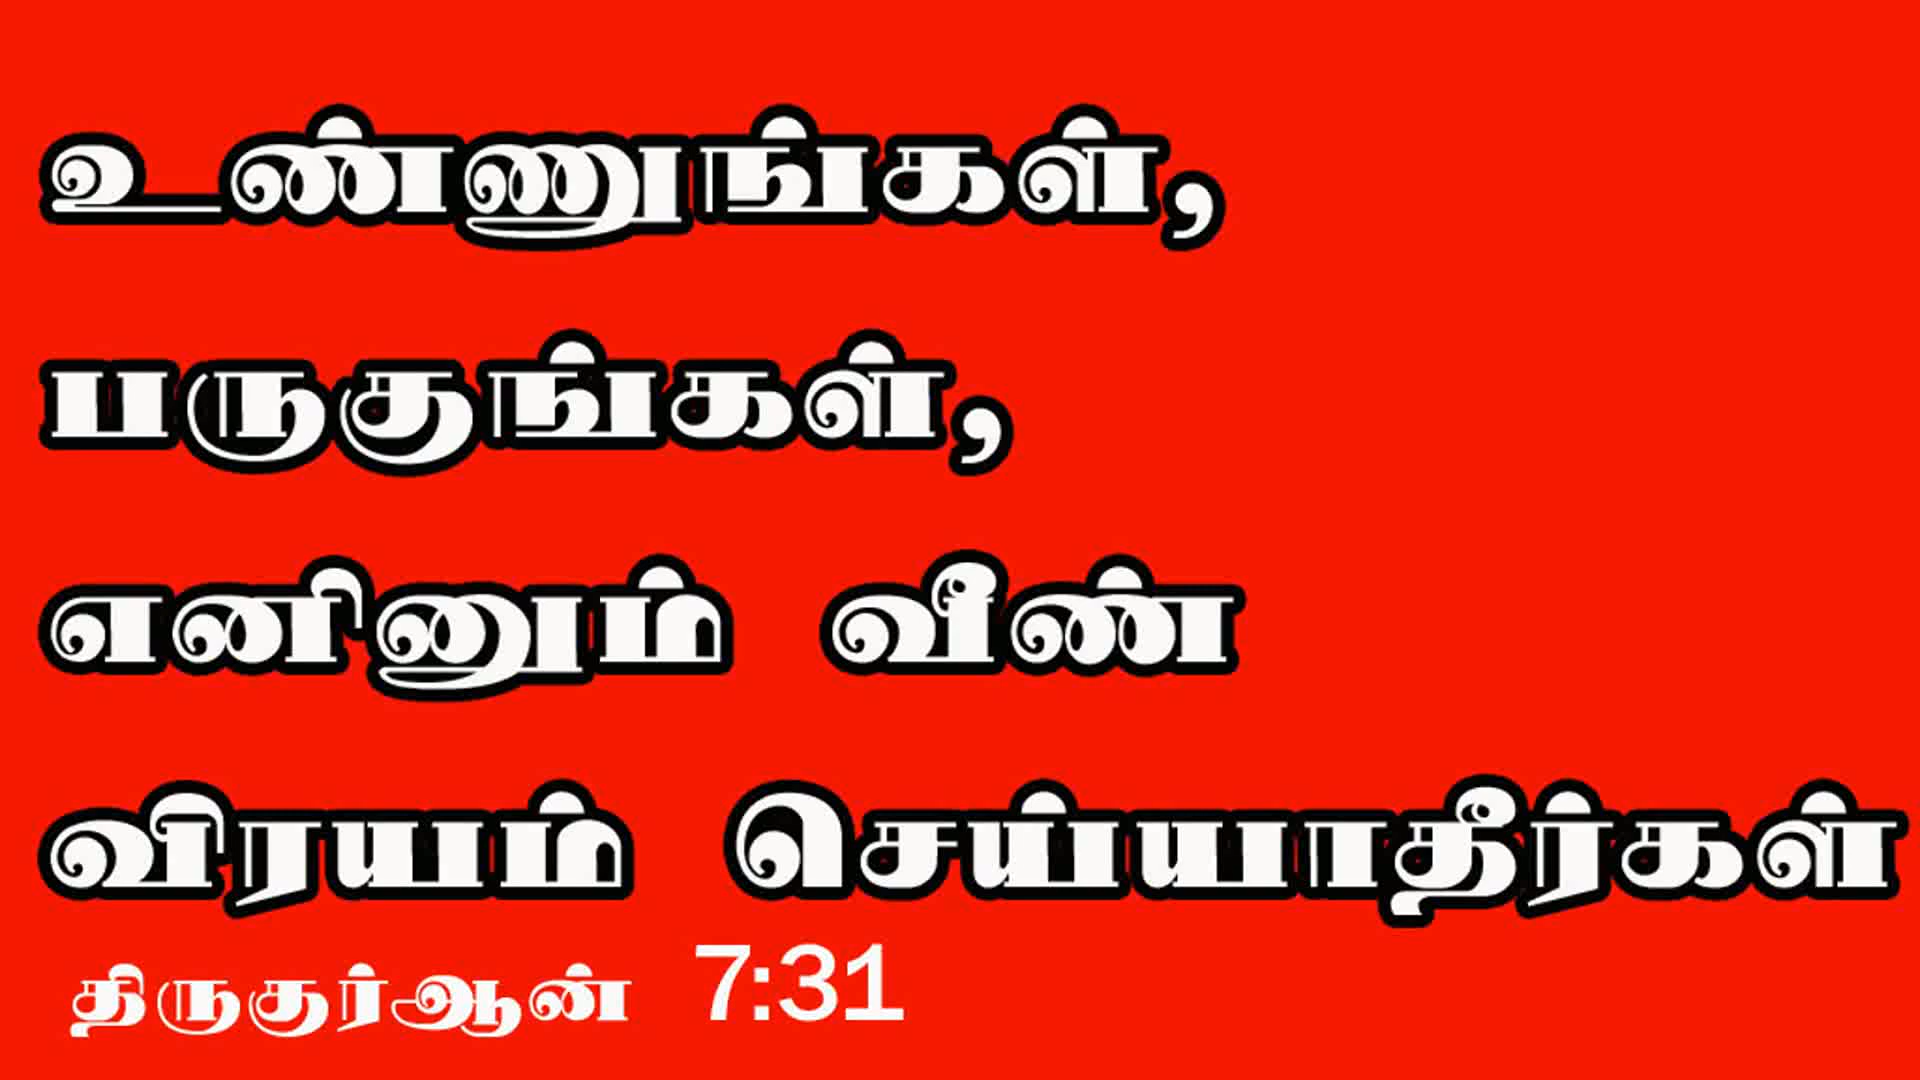 உண்ணுங்கள்,
பருகுங்கள்,
எனினும் வீண்
விரயம் செய்யாதீர்கள்
திருகுர்ஆன் 7:31